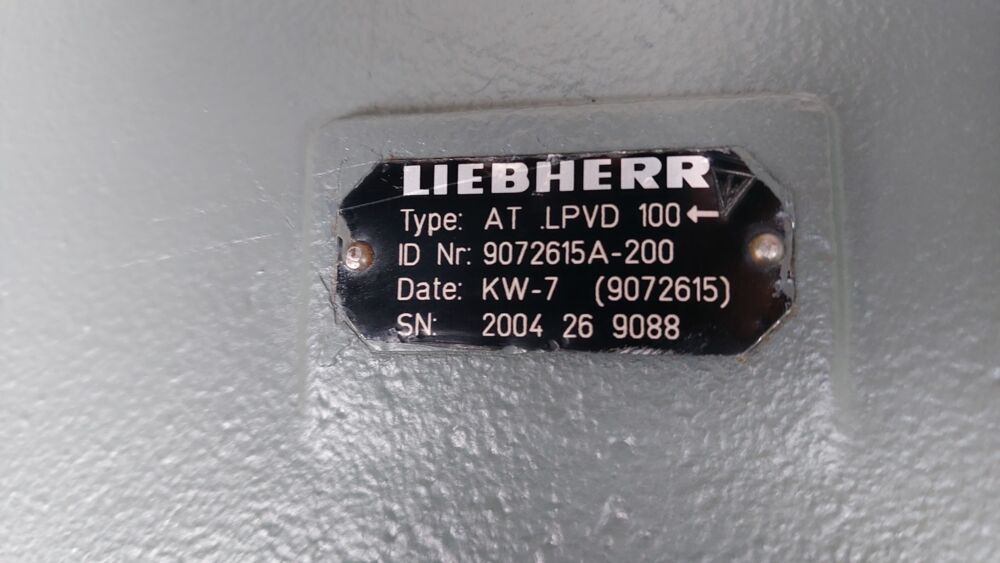 LIEBHERR
Type: AT .LPVD 100←
ID Nr: 9072615A-200
Date: KW-7 (9072615)
SN: 2004 26 9088